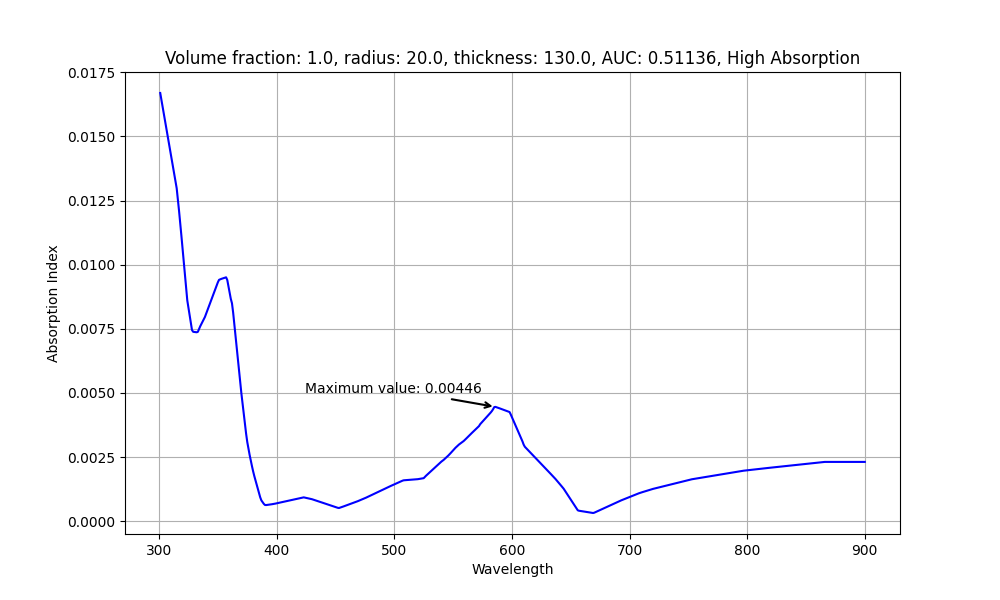 Volume fraction: 1.0, radius: 20.0, thickness: 130.0, AUC: 0.51136, High Absorption
0.0175
0.0150
0.0125
0.0100
0.0075
0.0050
0.0025
0.0000
Absorption Index
Maximum value: 0.00446
300 400 500 600 700 800 900
Wavelength